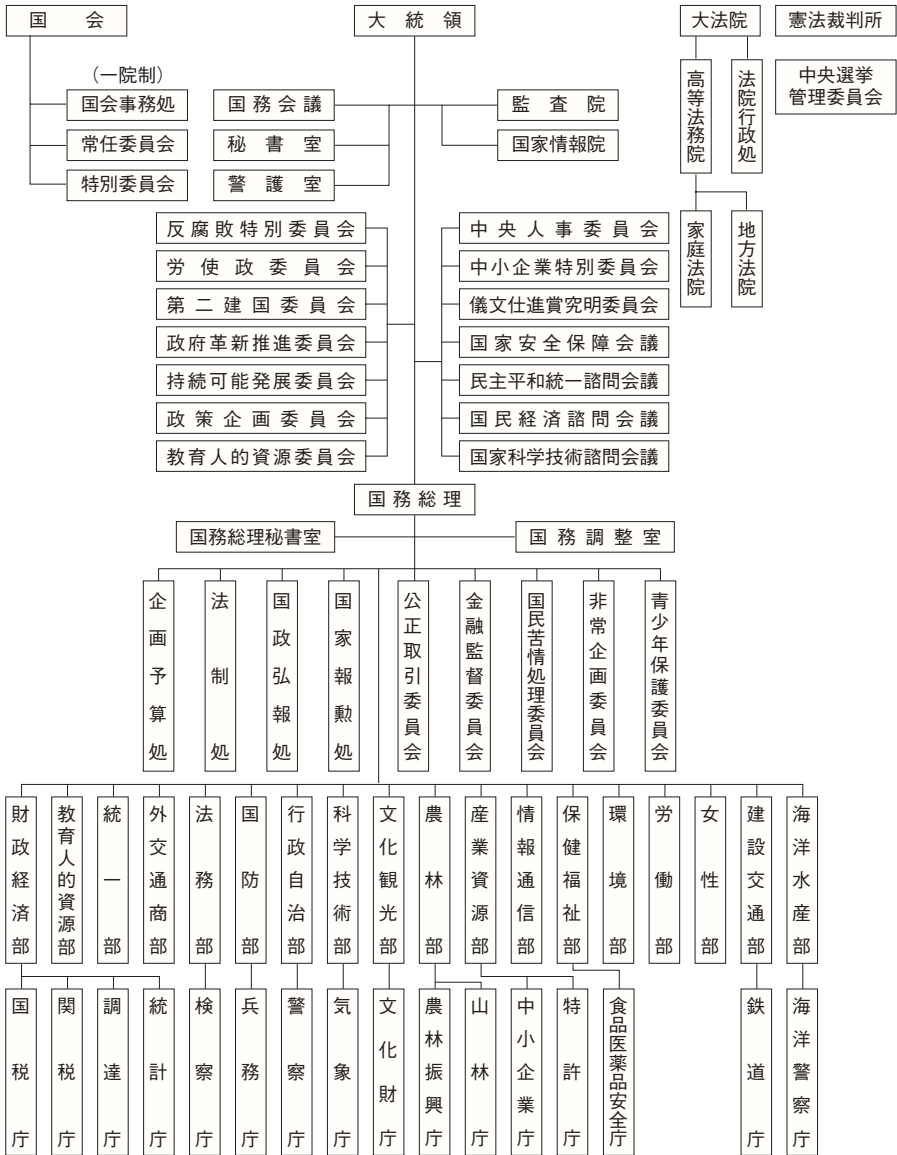 国会
大統領
大法院
憲法裁判所
（一院制）
国会事務処
常任委員会
特別委員会
国務会議
秘書室
警護室
監査院
国家情報院
高等法務院
法院行政処
中央選挙
管理委員会
家庭法院
地方法院
反腐敗特別委員会
労使政委員会
第二建国委員会
政府革新推進委員会
持続可能発展委員会
政策企画委員会
教育人的資源委員会
中央人事委員会
中小企業特別委員会
儀文仕進賞究明委員会
国家安全保障会議
民主平和統一諮問会議
国民経済諮問会議
国家科学技術諮問会議
国務総理
国務総理秘書室
国務調整室
企画予算処
法制処
国政弘報処
国家報勲処
公正取引委員会
金融監督委員会
国民苦情処理委員会
非常企画委員会
青少年保護委員会
財政経済部
教育人的資源部
統一部
外交通商部
法務部
国防部
行政自治部
科学技術部
文化観光部
農林部
産業資源部
情報通信部
保健福祉部
環境部
労働部
女性部
建設交通部
海洋水産部
国税庁
関税庁
調達庁
統計庁
検察庁
兵務庁
警察庁
気象庁
文化財庁
農林振興庁
山林庁
中小企業庁
特許庁
食品医薬品安全庁
鉄道庁
海洋警察庁